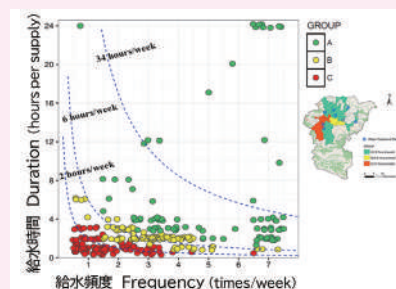 給水時間 Duration (hours per supply)
24
20
16
12
8
4
0
34 hours/week
6 hours/week
2 hours/week
1
2
3
4
5
6
7
給水頻度 Frequency (times/week)
GROUP
A
B
C